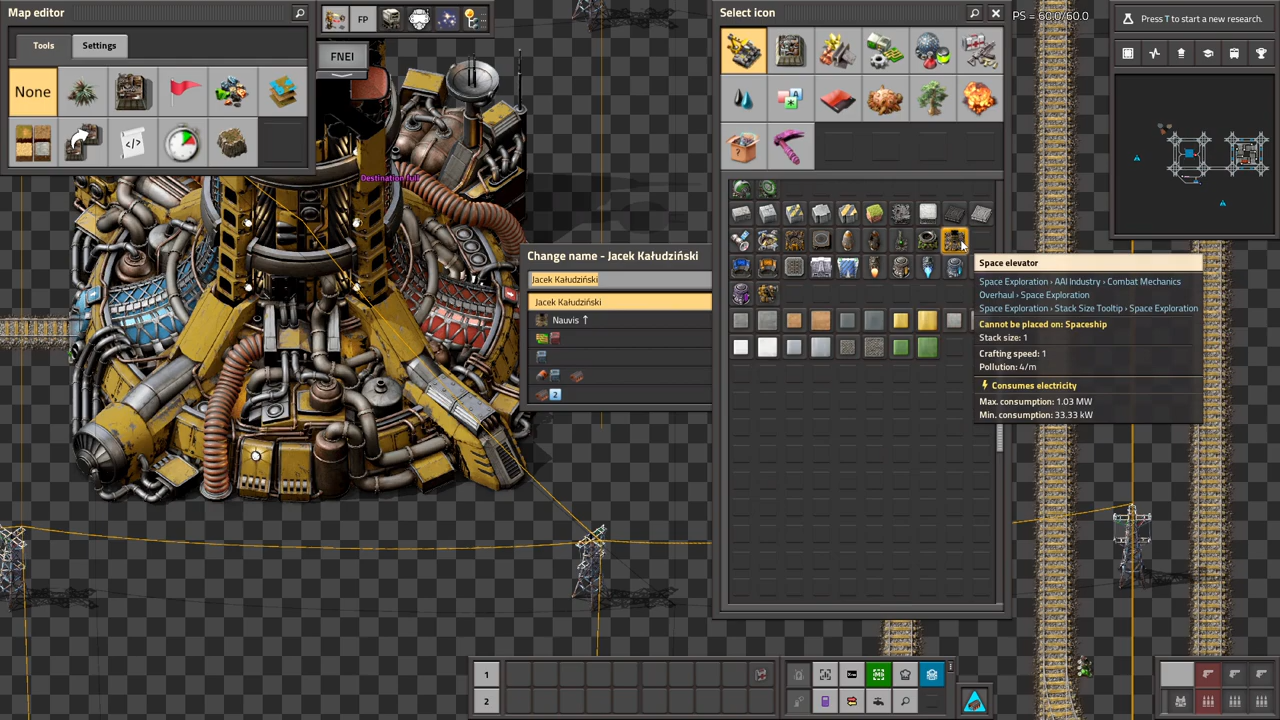 Map editor
Tools
Settings
None
</>
FP
FNEI
Destination full
Change name - Jacek Kałudziński
Jacek Kałudziński
Jacek Kałudziński
Nauvis ↑
2
Select icon
PS = 60.0/60.0
Press T to start a new research.
Space elevator
Space Exploration › AAI Industry › Combat Mechanics
Overhaul › Space Exploration
Space Exploration › Stack Size Tooltip › Space Exploration
Cannot be placed on: Spaceship
Stack size: 1
Crafting speed: 1
Pollution: 4/m
Consumes electricity
Max. consumption: 1.03 MW
Min. consumption: 33.33 kW
1
2